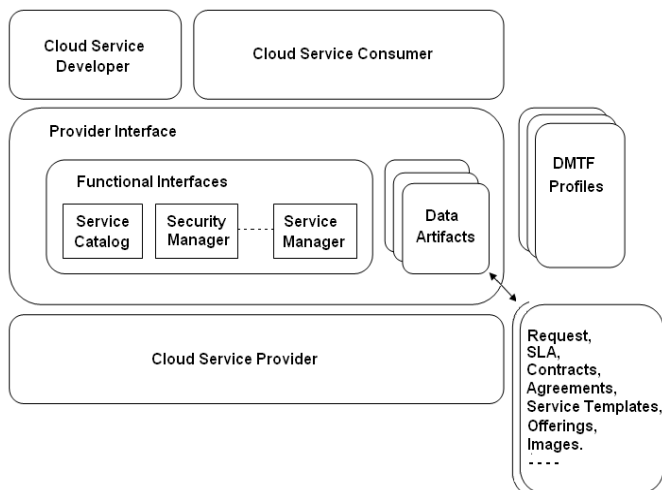 Cloud Service
Developer
Cloud Service Consumer
Provider Interface
Functional Interfaces
Service
Catalog
Security
Manager
Service
Manager
Data
Artifacts
DMTF
Profiles
Cloud Service Provider
Request,
SLA,
Contracts,
Agreements,
Service Templates,
Offerings,
Images.
----